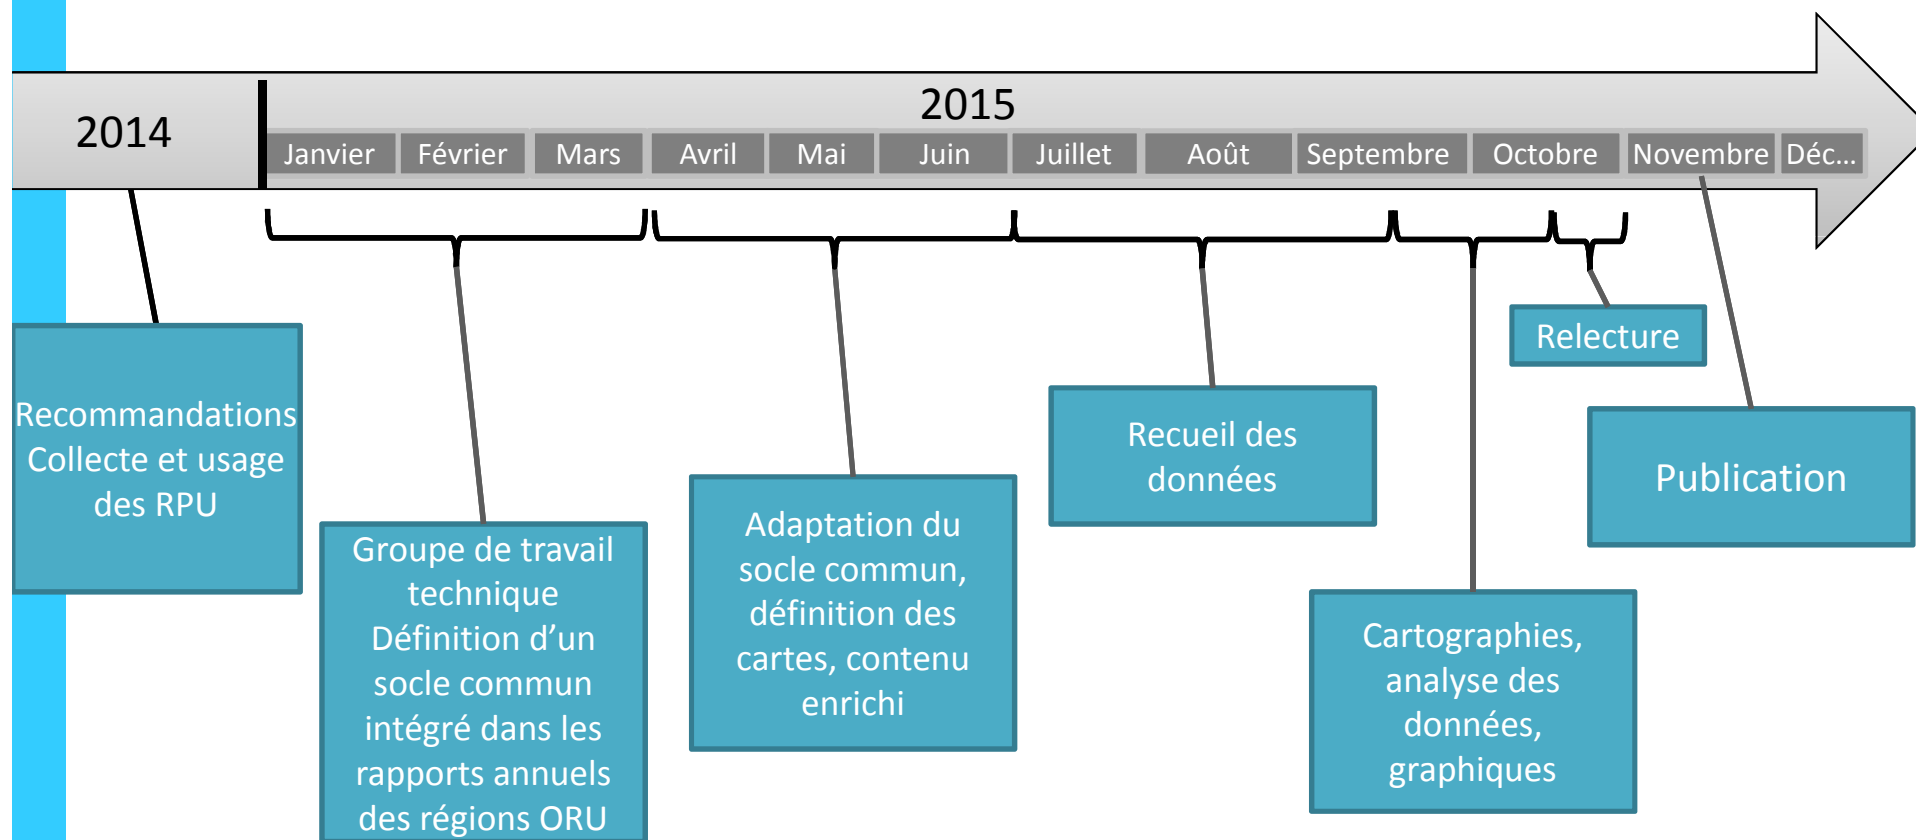 2014
2015
Janvier
Février
Mars
Avril
Mai
Juin
Juillet
Août
Septembre
Octobre
Novembre
Déc...
Recommandations
Collecte et usage
des RPU
Groupe de travail
technique
Définition d’un
socle commun
intégré dans les
rapports annuels
des régions ORU
Adaptation du
socle commun,
définition des
cartes, contenu
enrichi
Recueil des
données
Cartographies,
analyse des
données,
graphiques
Relecture
Publication